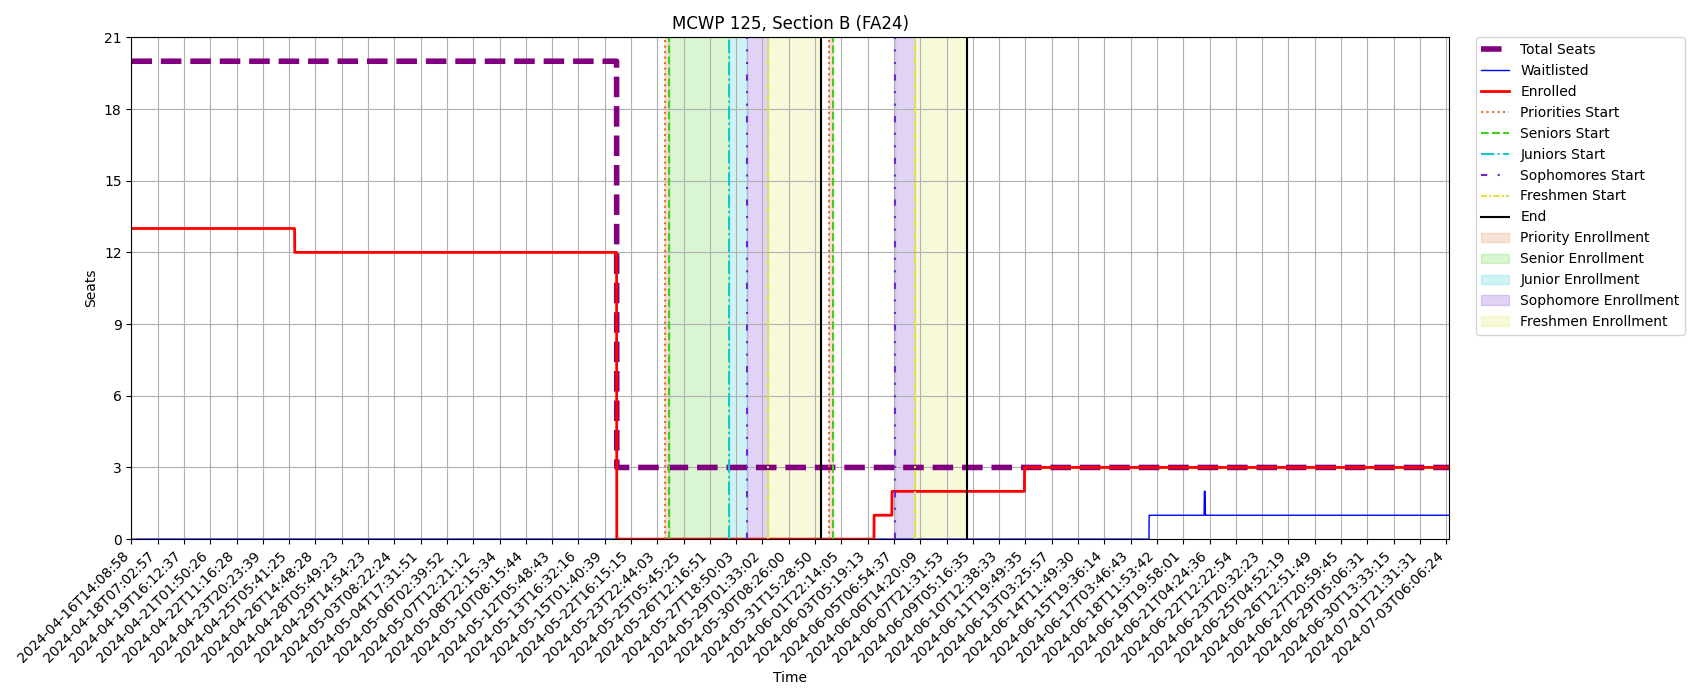 MCWP 125, Section B (FA24)
Seats
21
18
15
12
9
6
3
0
2024-04-16T14:08:58
2024-04-18T07:02:57
2024-04-19T16:12:37
2024-04-21T01:50:26
2024-04-22T11:16:28
2024-04-23T20:23:39
2024-04-25T05:41:25
2024-04-26T14:48:28
2024-04-28T05:49:23
2024-04-29T14:54:23
2024-05-03T08:22:24
2024-05-04T17:31:51
2024-05-06T02:39:52
2024-05-07T12:21:12
2024-05-08T22:15:34
2024-05-10T08:15:44
2024-05-12T05:48:43
2024-05-13T16:32:16
2024-05-15T01:40:39
2024-05-22T16:15:15
2024-05-23T22:44:03
2024-05-25T05:45:25
2024-05-26T12:16:51
2024-05-27T18:50:03
2024-05-29T01:33:02
2024-05-30T08:26:00
2024-05-31T15:28:50
2024-06-01T22:14:05
2024-06-03T05:19:13
2024-06-05T06:54:37
2024-06-06T14:20:09
2024-06-07T21:31:53
2024-06-09T05:16:35
2024-06-10T12:38:33
2024-06-11T19:49:35
2024-06-13T03:25:57
2024-06-14T11:49:30
2024-06-15T19:36:14
2024-06-17T03:46:43
2024-06-18T11:53:42
2024-06-19T19:58:01
2024-06-21T04:24:36
2024-06-22T12:22:54
2024-06-23T20:32:23
2024-06-25T04:52:19
2024-06-26T12:51:49
2024-06-27T20:59:45
2024-06-29T05:06:31
2024-06-30T13:33:15
2024-07-01T21:31:31
2024-07-03T06:06:24
Time
Total Seats
Waitlisted
Enrolled
Priorities Start
Seniors Start
Juniors Start
Sophomores Start
Freshmen Start
End
Priority Enrollment
Senior Enrollment
Junior Enrollment
Sophomore Enrollment
Freshmen Enrollment